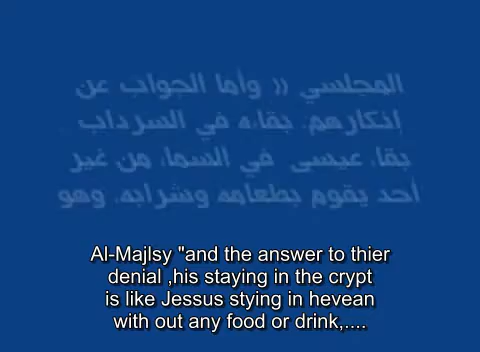 المجلسي (( وأما الجواب عن
إنكارهم، بقاءه في السرداب
بقاء عيسى في السماء من غير
أحد يقوم بطعامه وشرابه، وهو
Al-Majlsy "and the answer to thier
denial ,his staying in the crypt
is like Jessus stying in hevean
with out any food or drink,....